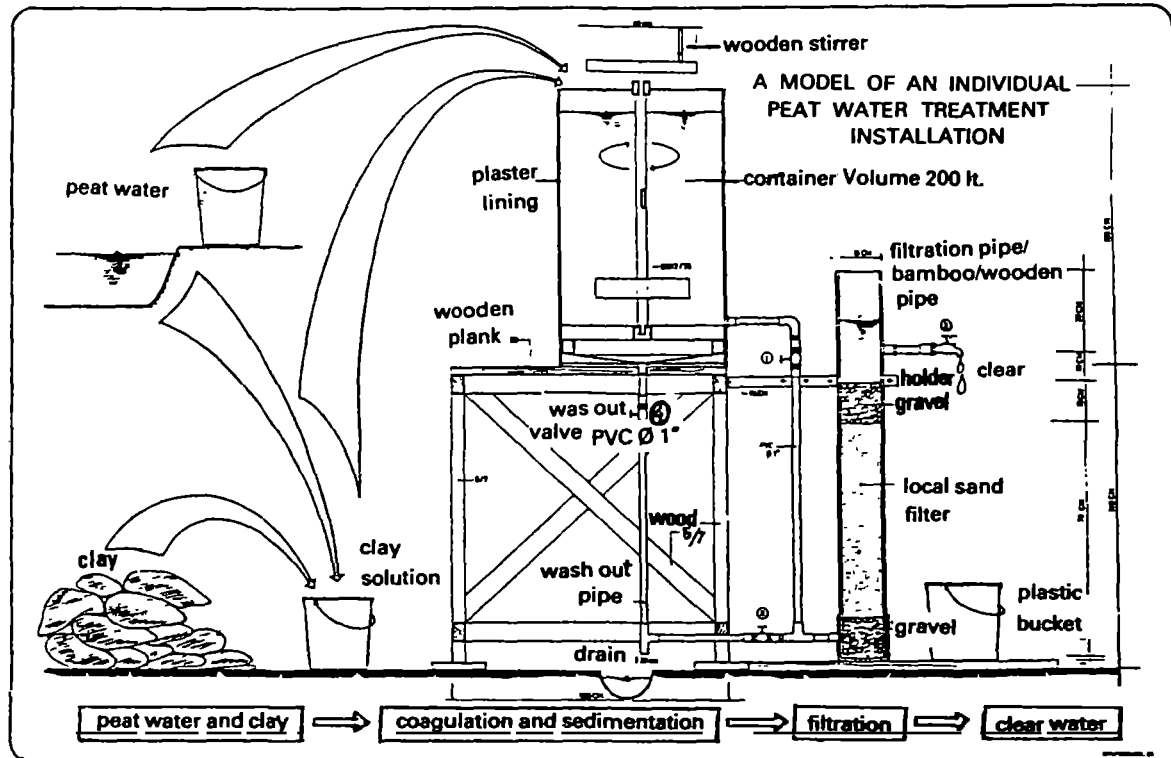 wooden stirrer
A MODEL OF AN INDIVIDUAL
PEAT WATER TREATMENT
INSTALLATION
peat water
plaster
lining
container Volume 200 lt.
filtration pipe/
bamboo/wooden
pipe
wooden
plank
clear
holder
gravel
was out
valve PVC Ø 1"
local sand
filter
wood
5/7
clay
clay
solution
wash out
pipe
plastic
bucket
gravel
drain
peat water and clay
coagulation and sedimentation
filtration
clear water